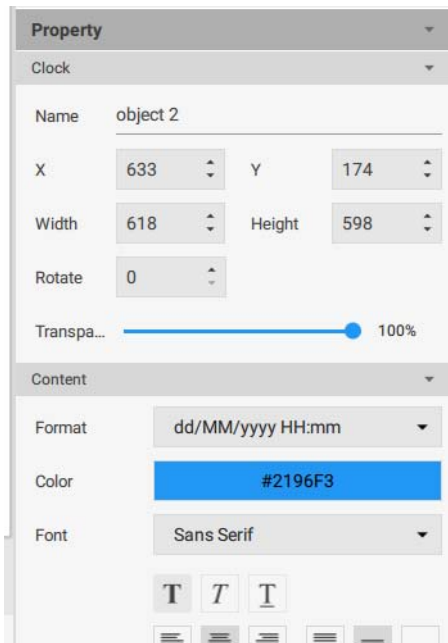 Property
Clock
Name object 2
X 633 Y 174
Width 618 Height 598
Rotate 0
Transpa... 100%
Content
Format dd/MM/yyyy HH:mm
Color #2196F3
Font Sans Serif
T T T